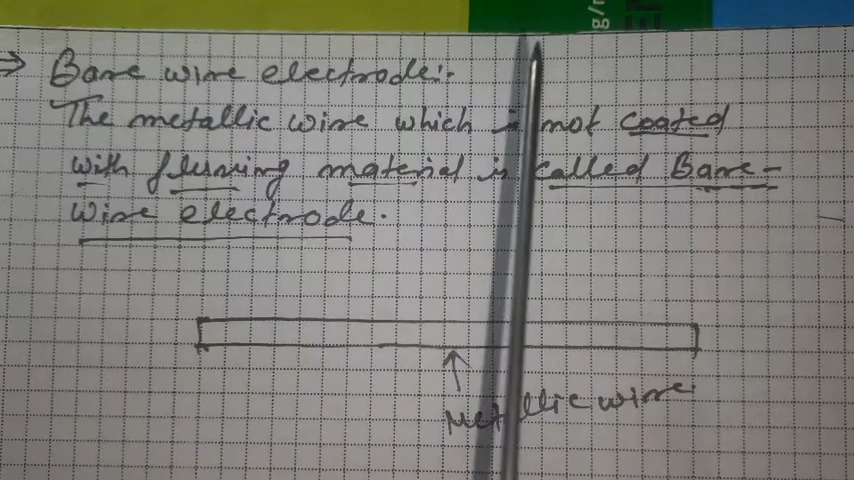 ⇒ Bare wire electrode:-
The metallic wire which is not coated
with fluxing material is called Bare-
wire electrode.
Metallic wire.
g/m